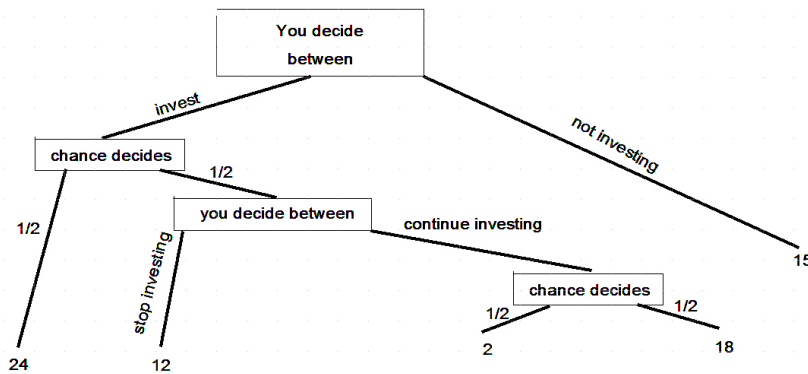 You decide
between
invest
not investing
chance decides
1/2
1/2
you decide between
continue investing
stop investing
15
chance decides
1/2
1/2
24
12
2
18